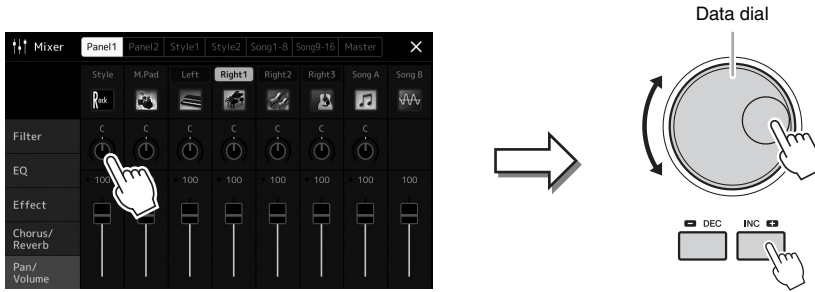 Data dial
Mixer Panel1 Panel2 Style1 Style2 Song1-8 Song9-16 Master
Style M.Pad Left Right1 Right2 Right3 Song A Song B
Rock
Filter C C C C C C C
EQ
100 100 100 100 100 100 100
Effect
Chorus/
Reverb
Pan/
Volume
DEC INC